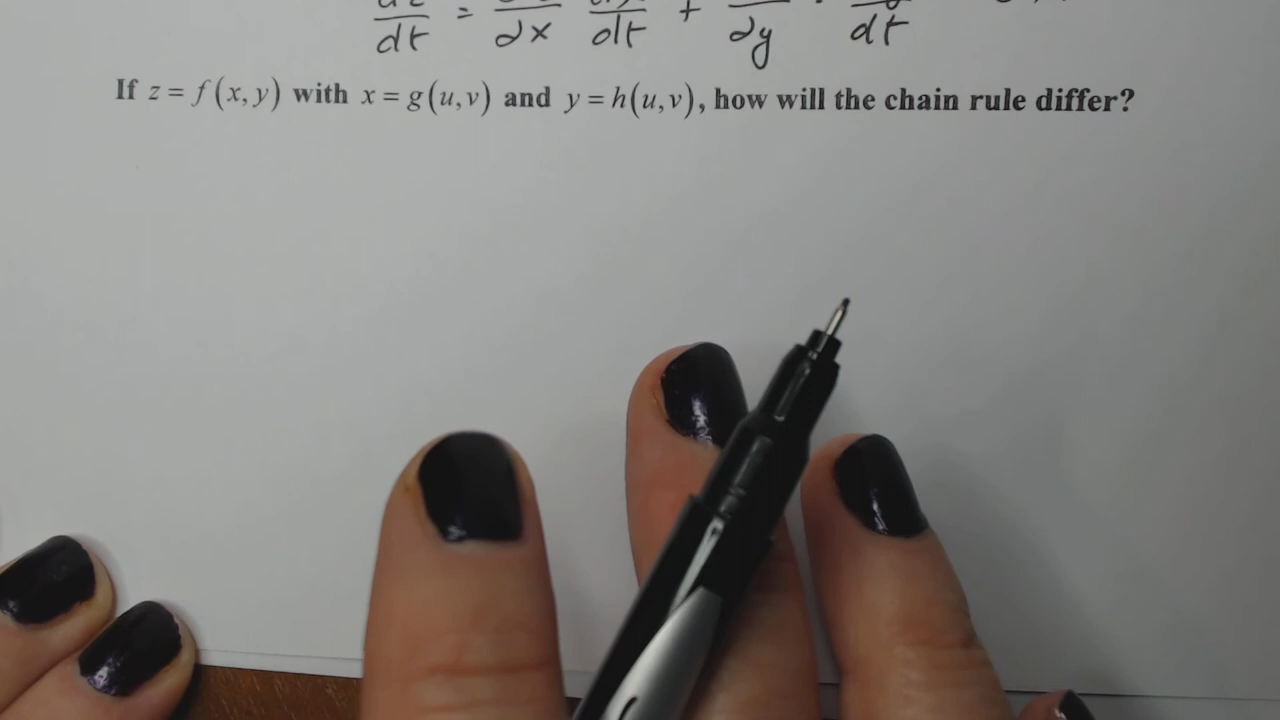 dt = ∂x dt + ∂y · dt
If z = f(x, y) with x = g(u, v) and y = h(u, v), how will the chain rule differ?